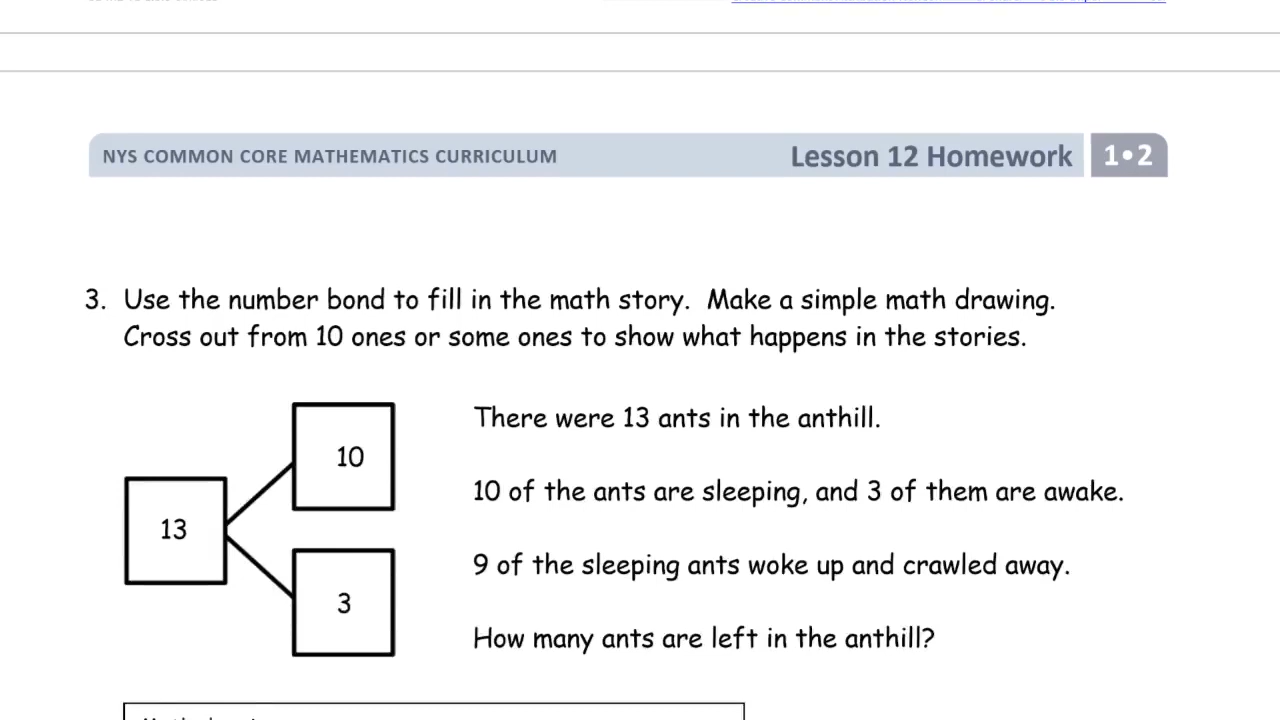 NYS COMMON CORE MATHEMATICS CURRICULUM
Lesson 12 Homework
1•2
3. Use the number bond to fill in the math story. Make a simple math drawing.
Cross out from 10 ones or some ones to show what happens in the stories.
10
13
3
There were 13 ants in the anthill.
10 of the ants are sleeping, and 3 of them are awake.
9 of the sleeping ants woke up and crawled away.
How many ants are left in the anthill?